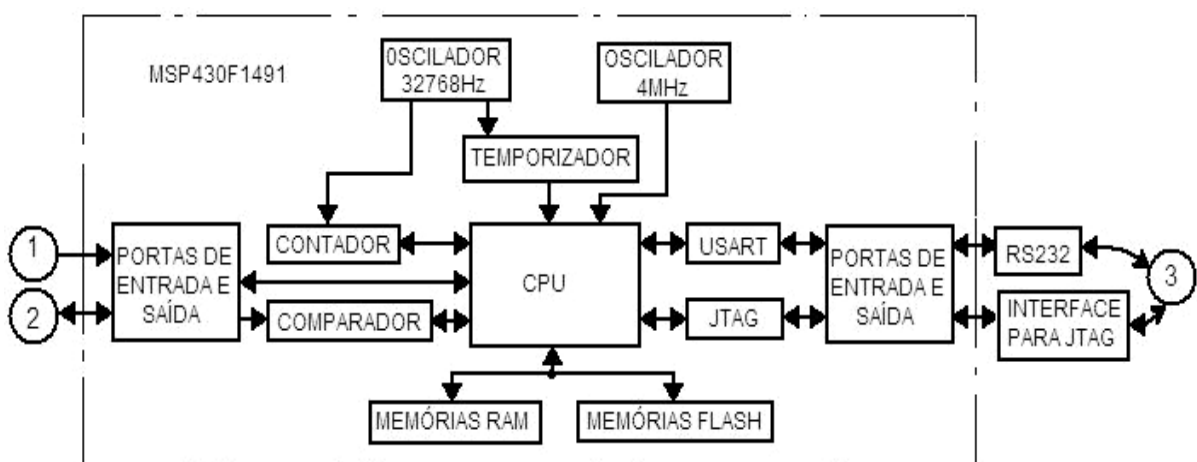 MSP430F1491
0SCILADOR
32768Hz
OSCILADOR
4MHz
TEMPORIZADOR
1
2
PORTAS DE
ENTRADA E
SAÍDA
CONTADOR
COMPARADOR
CPU
USART
JTAG
PORTAS DE
ENTRADA E
SAÍDA
RS232
INTERFACE
PARA JTAG
3
MEMÓRIAS RAM
MEMÓRIAS FLASH